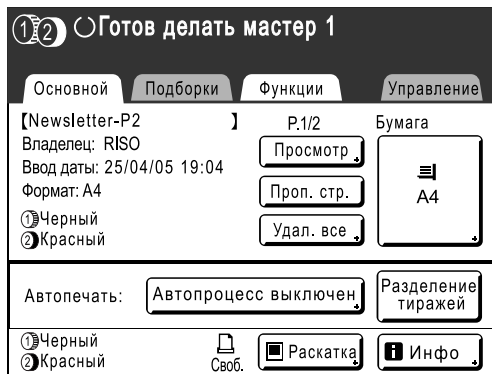 ①② Готов делать мастер 1
Основной Подборки Функции Управление
【Newsletter-P2 】 P.1/2 Бумага
Владелец: RISO
Просмотр
Ввод даты: 25/04/05 19:04
Формат: A4
Проп. стр.
A4
①Черный
②Красный
Удал. все
Автопечать: Автопроцесс выключен
Разделение
тиражей
①Черный
②Красный
Своб.
Раскатка
Инфо